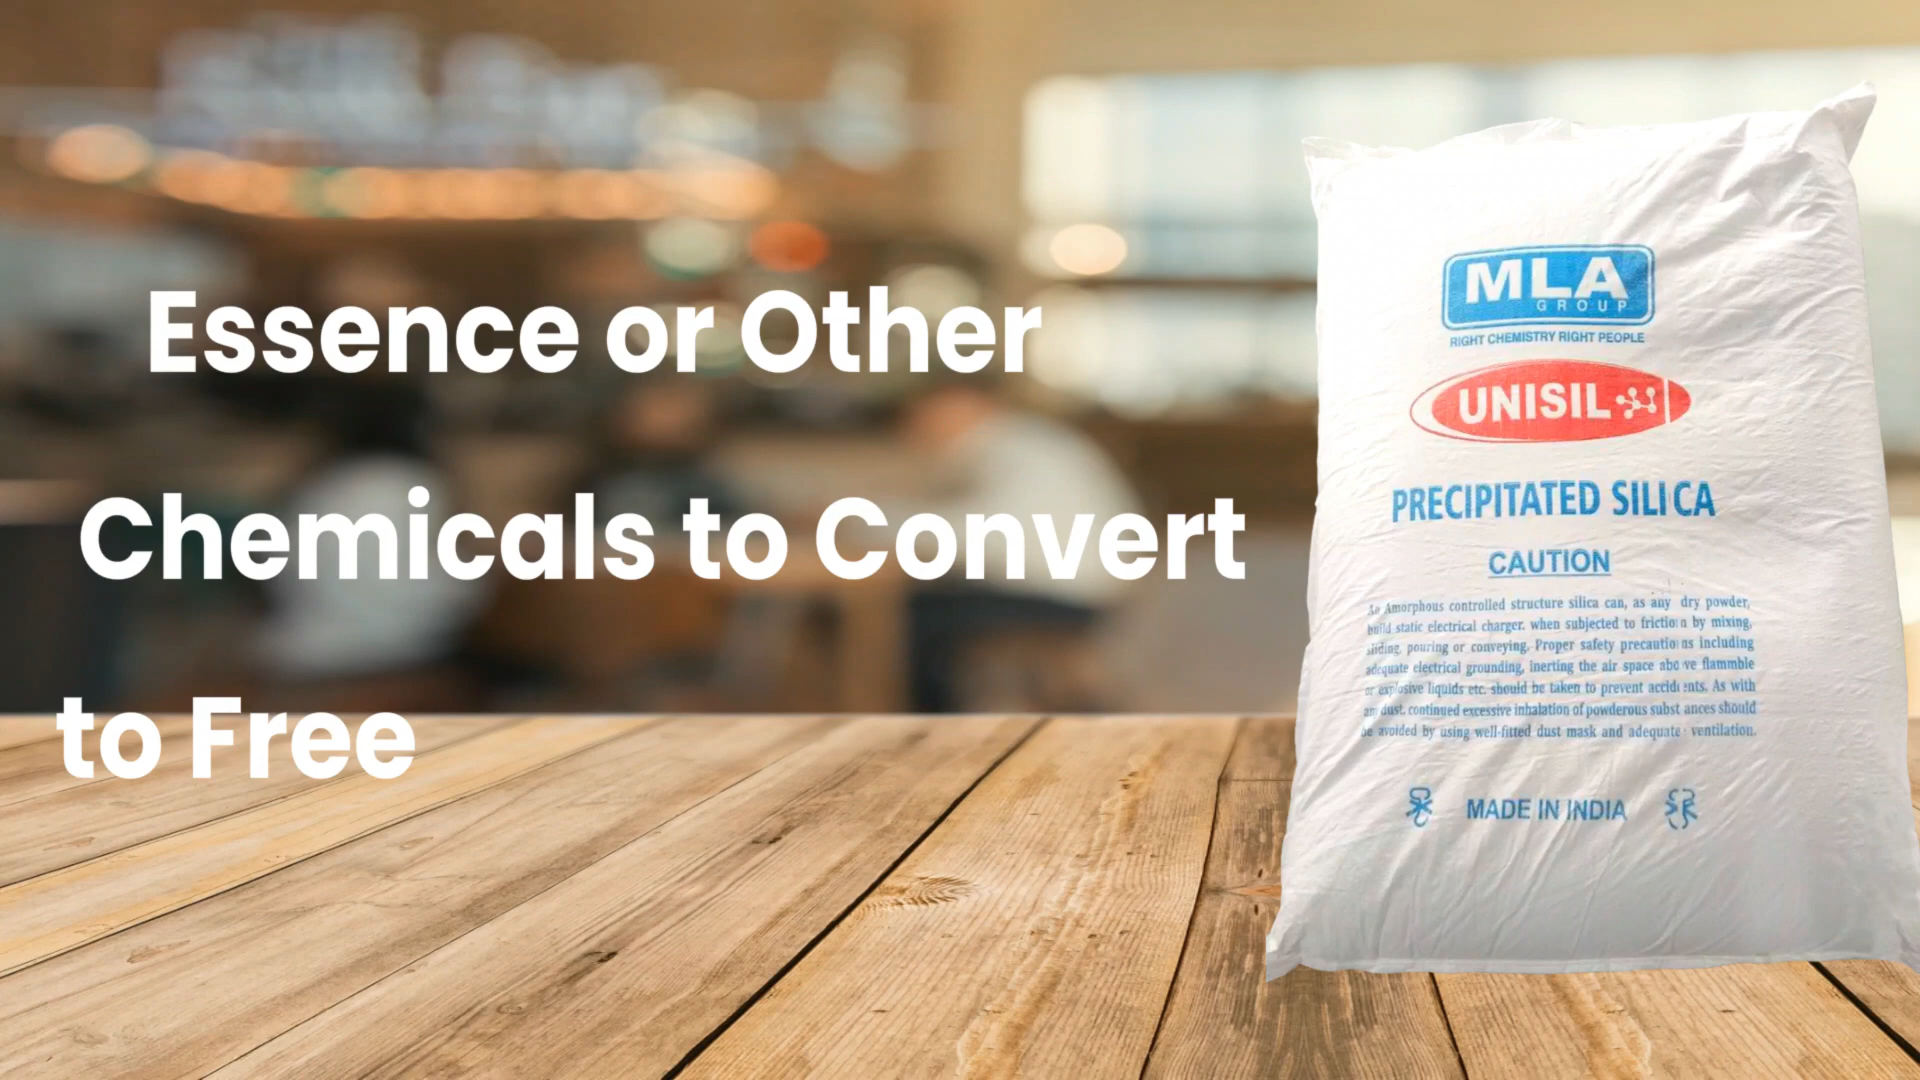 Essence or Other
Chemicals to Convert
to Free
MLA
GROUP
RIGHT CHEMISTRY RIGHT PEOPLE
UNISIL
PRECIPITATED SILICA
CAUTION
An Amorphous controlled structure silica can, as any dry powder,
build static electrical charger. when subjected to friction by mixing,
sliding, pouring or conveying. Proper safety precautions including
adequate electrical grounding, inerting the air space above flammble
or explosive liquids etc. should be taken to prevent accidents. As with
any dust. continued excessive inhalation of powderous substances should
be avoided by using well-fitted dust mask and adequate ventilation.
MADE IN INDIA